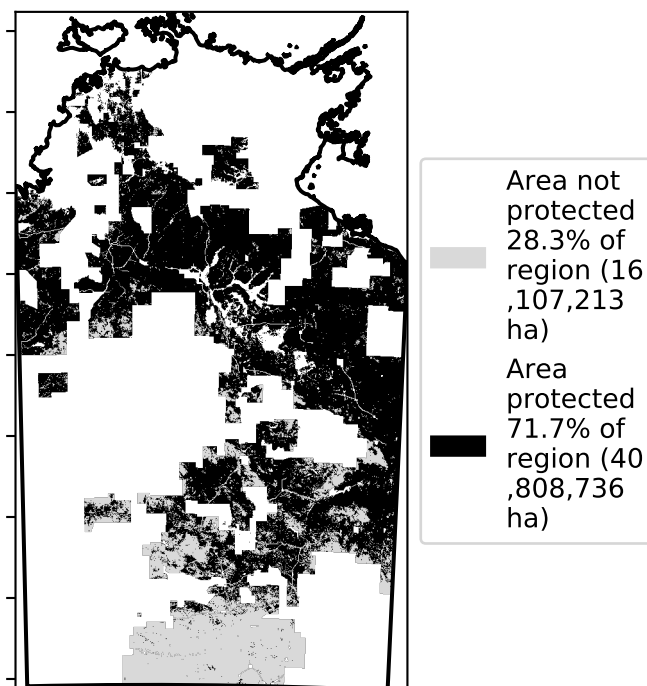 Area not
protected
28.3% of
region (16
,107,213
ha)
Area
protected
71.7% of
region (40
,808,736
ha)